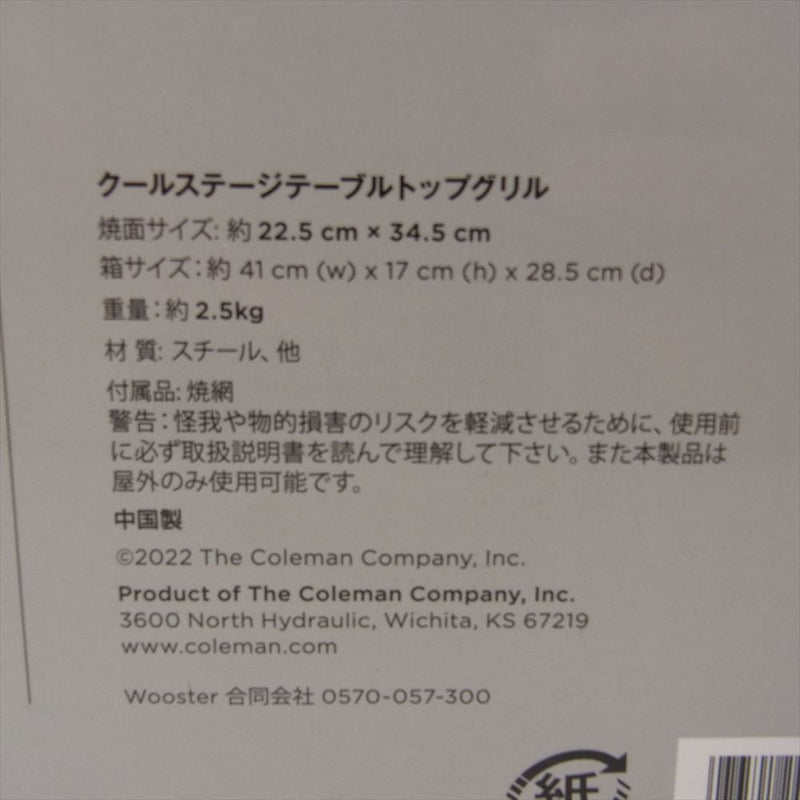 クールステージテーブルトップグリル
焼面サイズ: 約 22.5 cm × 34.5 cm
箱サイズ：約 41 cm (w) x 17 cm (h) x 28.5 cm (d)
重量：約 2.5kg
材 質: スチール、他
付属品: 焼網
警告：怪我や物的損害のリスクを軽減させるために、使用前
に必ず取扱説明書を読んで理解して下さい。また本製品は
屋外のみ使用可能です。
中国製
©2022 The Coleman Company, Inc.
Product of The Coleman Company, Inc.
3600 North Hydraulic, Wichita, KS 67219
www.coleman.com
Wooster 合同会社 0570-057-300
紙